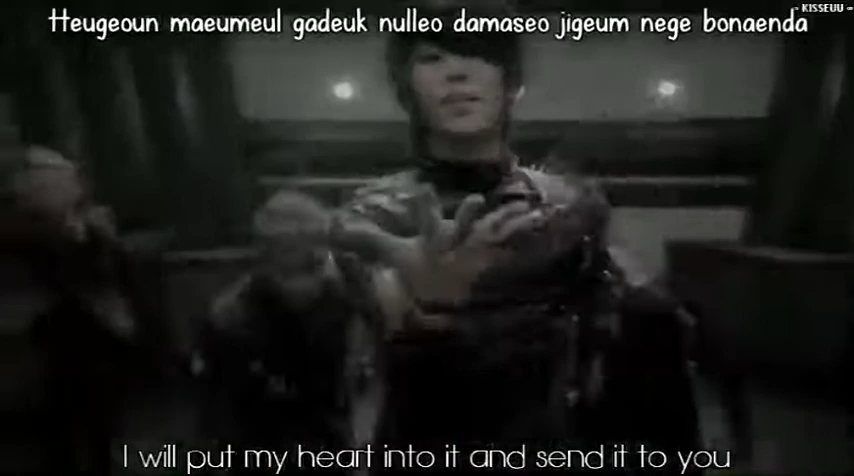 - KISSEUU -
Heugeoun maeumeul gadeuk nulleo damaseo jigeum nege bonaenda
I will put my heart into it and send it to you